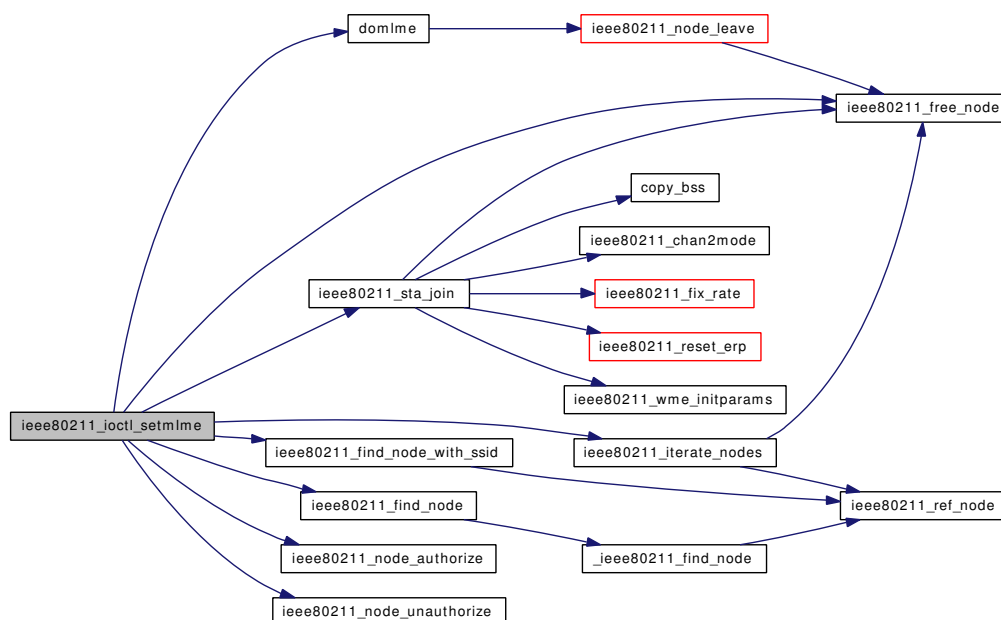 domlme
ieee80211_node_leave
ieee80211_free_node
copy_bss
ieee80211_chan2mode
ieee80211_sta_join
ieee80211_fix_rate
ieee80211_reset_erp
ieee80211_wme_initparams
ieee80211_ioctl_setmlme
ieee80211_find_node_with_ssid
ieee80211_iterate_nodes
ieee80211_find_node
ieee80211_ref_node
ieee80211_node_authorize
_ieee80211_find_node
ieee80211_node_unauthorize